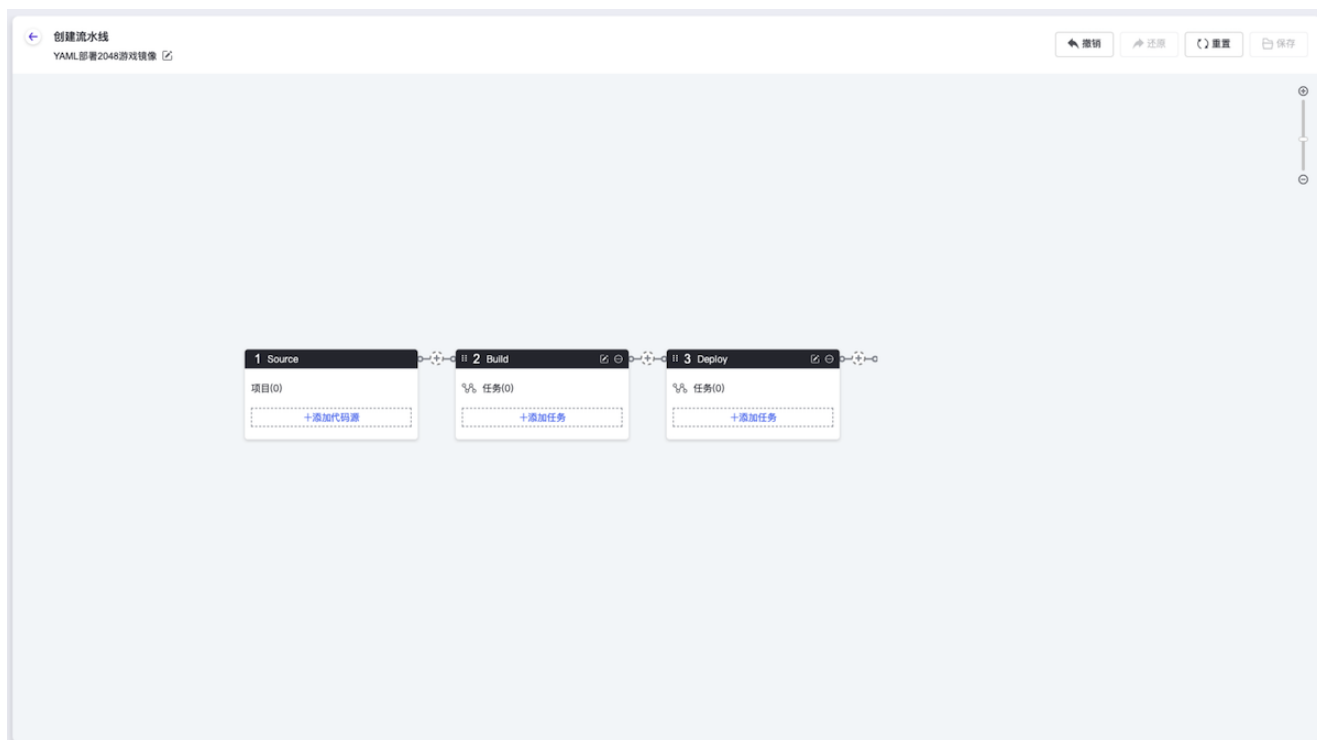 创建流水线
YAML部署2048游戏镜像
撤销
还原
重置
保存
1 Source
2 Build
3 Deploy
项目(0)
任务(0)
任务(0)
+添加代码源
+添加任务
+添加任务